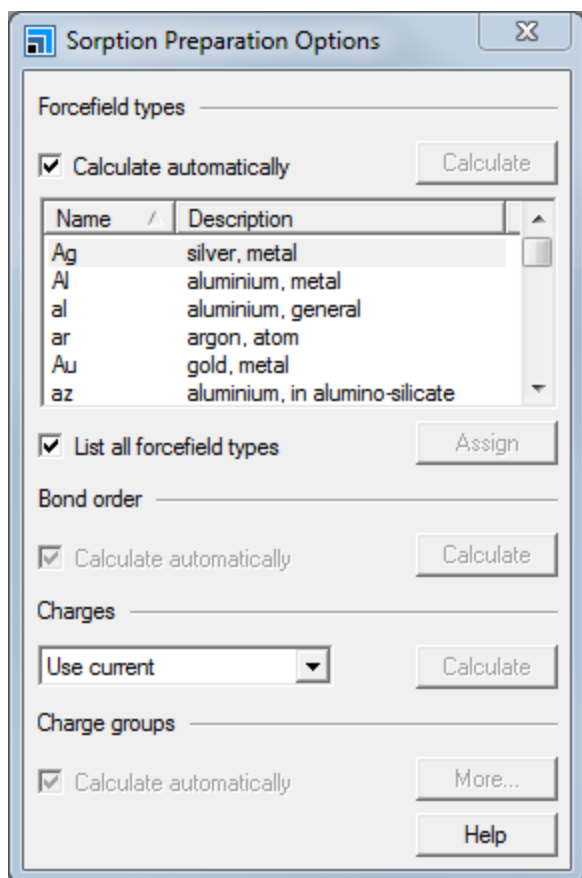 Sorption Preparation Options
Forcefield types
Calculate automatically Calculate
Name Description
Ag silver, metal
Al aluminium, metal
al aluminium, general
ar argon, atom
Au gold, metal
az aluminium, in alumino-silicate
List all forcefield types Assign
Bond order
Calculate automatically Calculate
Charges
Use current Calculate
Charge groups
Calculate automatically More...
Help